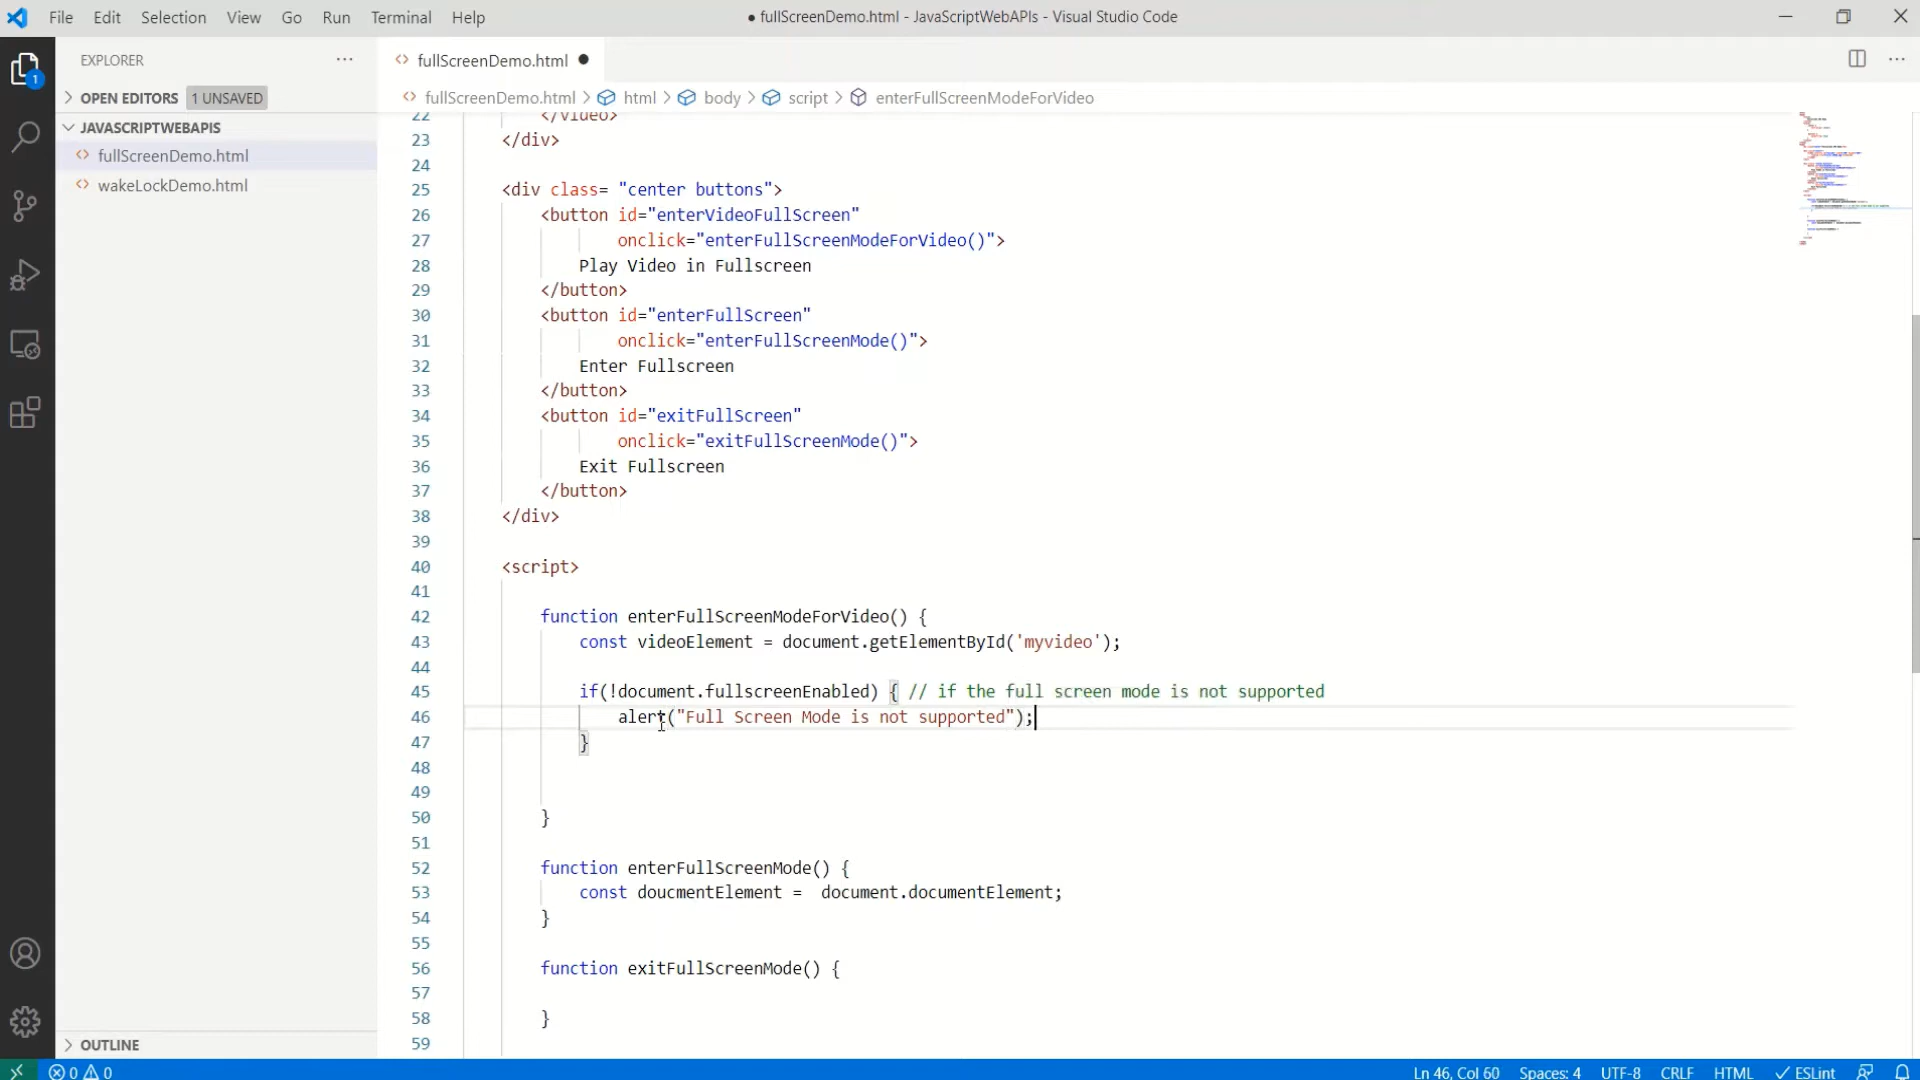 File Edit Selection View Go Run Terminal Help
● fullScreenDemo.html - JavaScriptWebAPIs - Visual Studio Code
EXPLORER
fullScreenDemo.html
1
OPEN EDITORS 1 UNSAVED
fullScreenDemo.html > html > body > script > enterFullScreenModeForVideo
JAVASCRIPTWEBAPIS
fullScreenDemo.html
wakeLockDemo.html
22 </video>
23 </div>
24
25 <div class= "center buttons">
26 <button id="enterVideoFullScreen"
27 onclick="enterFullScreenModeForVideo()">
28 Play Video in Fullscreen
29 </button>
30 <button id="enterFullScreen"
31 onclick="enterFullScreenMode()">
32 Enter Fullscreen
33 </button>
34 <button id="exitFullScreen"
35 onclick="exitFullScreenMode()">
36 Exit Fullscreen
37 </button>
38 </div>
39
40 <script>
41
42 function enterFullScreenModeForVideo() {
43 const videoElement = document.getElementById('myvideo');
44
45 if(!document.fullscreenEnabled) { // if the full screen mode is not supported
46 alert("Full Screen Mode is not supported");
47 }
48
49
50 }
51
52 function enterFullScreenMode() {
53 const doucmentElement =  document.documentElement;
54 }
55
56 function exitFullScreenMode() {
57
58 }
59
OUTLINE
0 0
Ln 46, Col 60 Spaces: 4 UTF-8 CRLF HTML ESLint